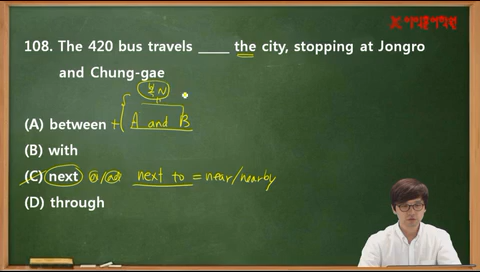 108. The 420 bus travels ____ the city, stopping at Jongro
and Chung-gae
(A) between + A and B
(B) with
(C) next next to = near/nearby
(D) through